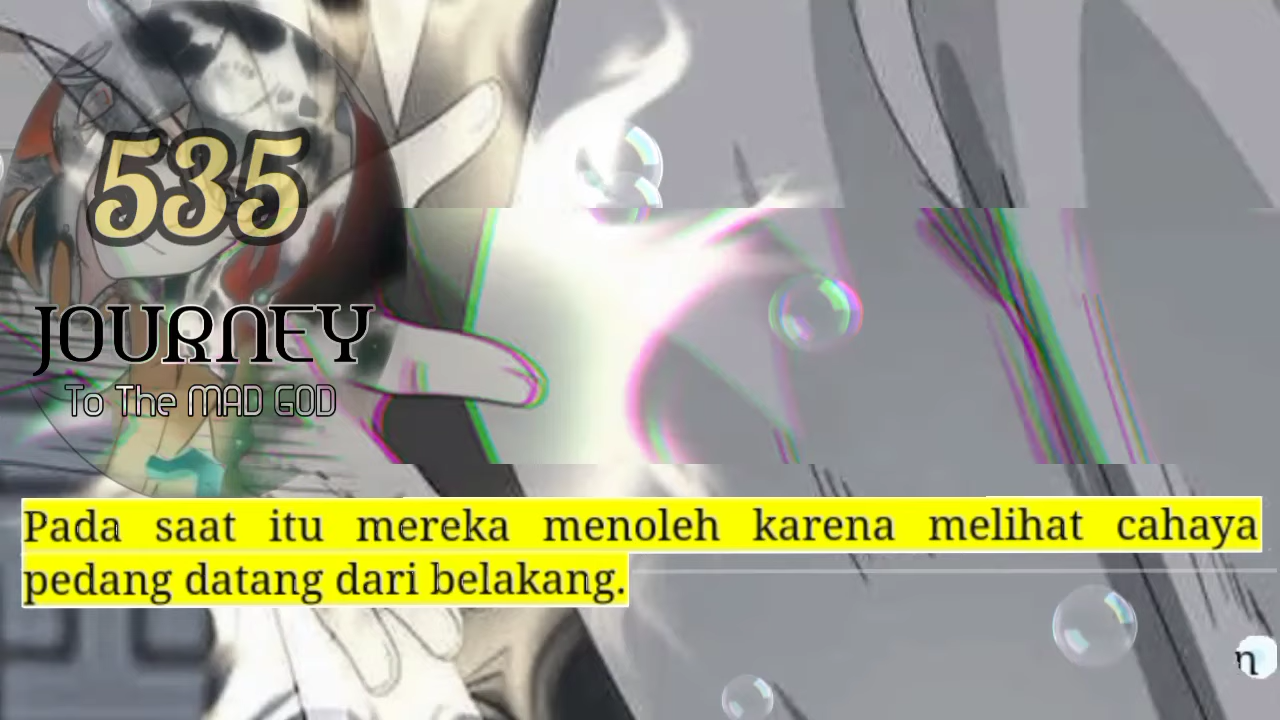 535
JOURNEY
To The MAD GOD
Pada saat itu mereka menoleh karena melihat cahaya
pedang datang dari belakang.
n